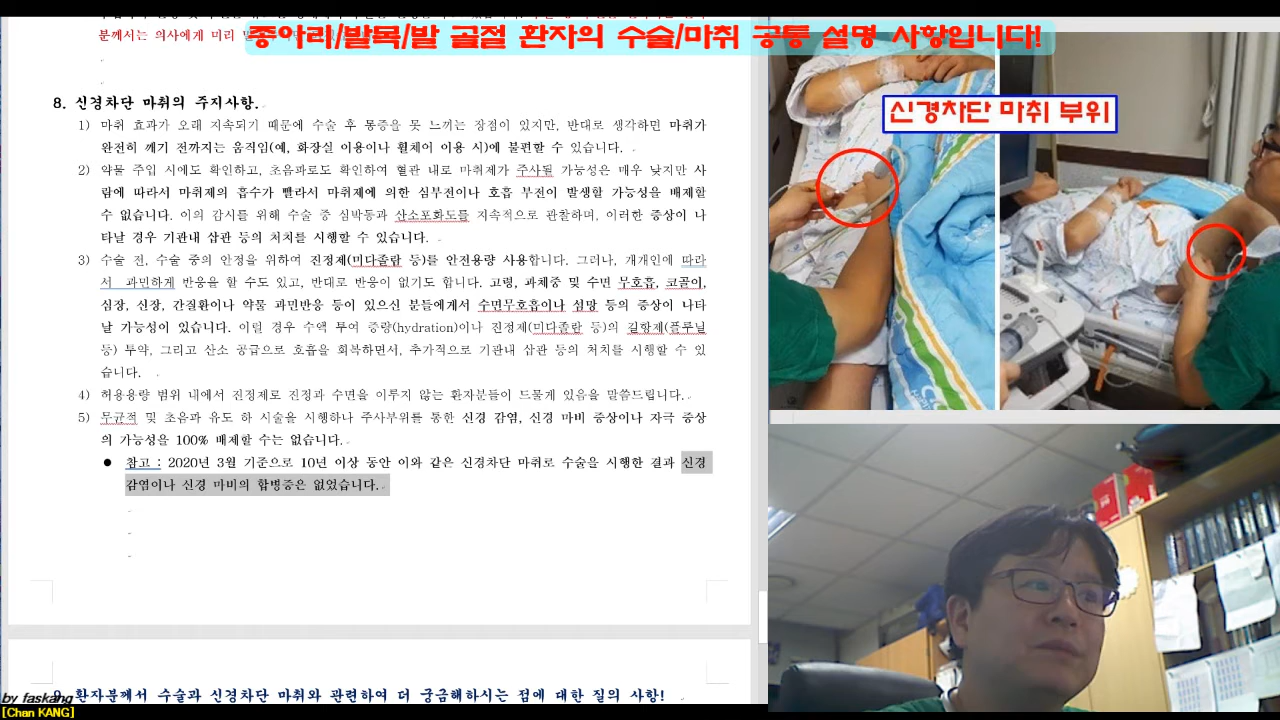 종아리/발목/발 골절 환자의 수술/마취 공통 설명 사항입니다!
분께서는 의사에게 미리
8. 신경차단 마취의 주지사항.
1) 마취 효과가 오래 지속되기 때문에 수술 후 통증을 못 느끼는 장점이 있지만, 반대로 생각하면 마취가
완전히 깨기 전까지는 움직임(예, 화장실 이용이나 휠체어 이용 시)에 불편할 수 있습니다.
2) 약물 주입 시에도 확인하고, 초음파로도 확인하여 혈관 내로 마취제가 주사될 가능성은 매우 낮지만 사
람에 따라서 마취제의 흡수가 빨라서 마취제에 의한 심부전이나 호흡 부전이 발생할 가능성을 배제할
수 없습니다. 이의 감시를 위해 수술 중 심박동과 산소포화도를 지속적으로 관찰하며, 이러한 증상이 나
타날 경우 기관내 삽관 등의 처치를 시행할 수 있습니다.
3) 수술 전, 수술 중의 안정을 위하여 진정제(미다졸람 등)를 안전용량 사용합니다. 그러나, 개개인에 따라
서 과민하게 반응을 할 수도 있고, 반대로 반응이 없기도 합니다. 고령, 과체중 및 수면 무호흡, 코골이,
심장, 신장, 간질환이나 약물 과민반응 등이 있으신 분들에게서 수면무호흡이나 섬망 등의 증상이 나타
날 가능성이 있습니다. 이럴 경우 수액 투여 증량(hydration)이나 진정제(미다졸람 등)의 길항제(플루닐
등) 투약, 그리고 산소 공급으로 호흡을 회복하면서, 추가적으로 기관내 삽관 등의 처치를 시행할 수 있
습니다.
4) 허용용량 범위 내에서 진정제로 진정과 수면을 이루지 않는 환자분들이 드물게 있음을 말씀드립니다.
5) 무균적 및 초음파 유도 하 시술을 시행하나 주사부위를 통한 신경 감염, 신경 마비 증상이나 자극 증상
의 가능성을 100% 배제할 수는 없습니다.
● 참고 : 2020년 3월 기준으로 10년 이상 동안 이와 같은 신경차단 마취로 수술을 시행한 결과 신경
감염이나 신경 마비의 합병증은 없었습니다.
9. 환자분께서 수술과 신경차단 마취와 관련하여 더 궁금해하시는 점에 대한 질의 사항!
by faskang
[Chan KANG]
신경차단 마취 부위